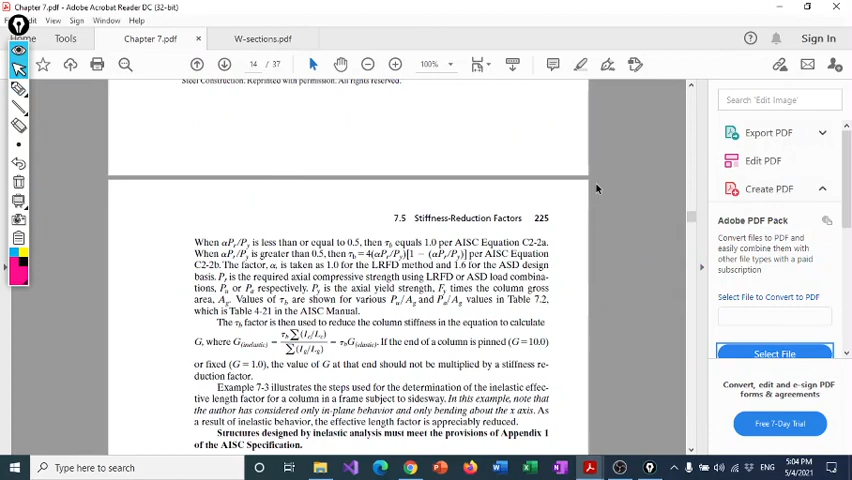 Chapter 7.pdf - Adobe Acrobat Reader DC (32-bit)
View Sign Window Help
Home Tools Chapter 7.pdf × W-sections.pdf Sign In
14 / 37 100%
Search 'Edit Image'
Export PDF
Edit PDF
Create PDF
Adobe PDF Pack
Convert files to PDF and
easily combine them with
other file types with a paid
subscription
Select File to Convert to PDF
Select File
Convert, edit and e-sign PDF
forms & agreements
Free 7-Day Trial
Steel Construction. Reprinted with permission. All rights reserved.
7.5 Stiffness-Reduction Factors 225
When αPr/Py is less than or equal to 0.5, then τb equals 1.0 per AISC Equation C2-2a.
When αPr/Py is greater than 0.5, then τb = 4(αPr/Py)[1 − (αPr/Py)] per AISC Equation
C2-2b. The factor, α, is taken as 1.0 for the LRFD method and 1.6 for the ASD design
basis. Pr is the required axial compressive strength using LRFD or ASD load combina-
tions, Pu or Pa respectively. Py is the axial yield strength, Fy times the column gross
area, Ag. Values of τb are shown for various Pu/Ag and Pa/Ag values in Table 7.2,
which is Table 4-21 in the AISC Manual.
The τb factor is then used to reduce the column stiffness in the equation to calculate
G, where G(inelastic) = τb∑(Ic/Lc) / ∑(Ig/Lg) = τbG(elastic). If the end of a column is pinned (G = 10.0)
or fixed (G = 1.0), the value of G at that end should not be multiplied by a stiffness re-
duction factor.
Example 7-3 illustrates the steps used for the determination of the inelastic effec-
tive length factor for a column in a frame subject to sidesway. In this example, note that
the author has considered only in-plane behavior and only bending about the x axis. As
a result of inelastic behavior, the effective length factor is appreciably reduced.
Structures designed by inelastic analysis must meet the provisions of Appendix 1
of the AISC Specification.
Type here to search
ENG
5:04 PM
5/4/2021